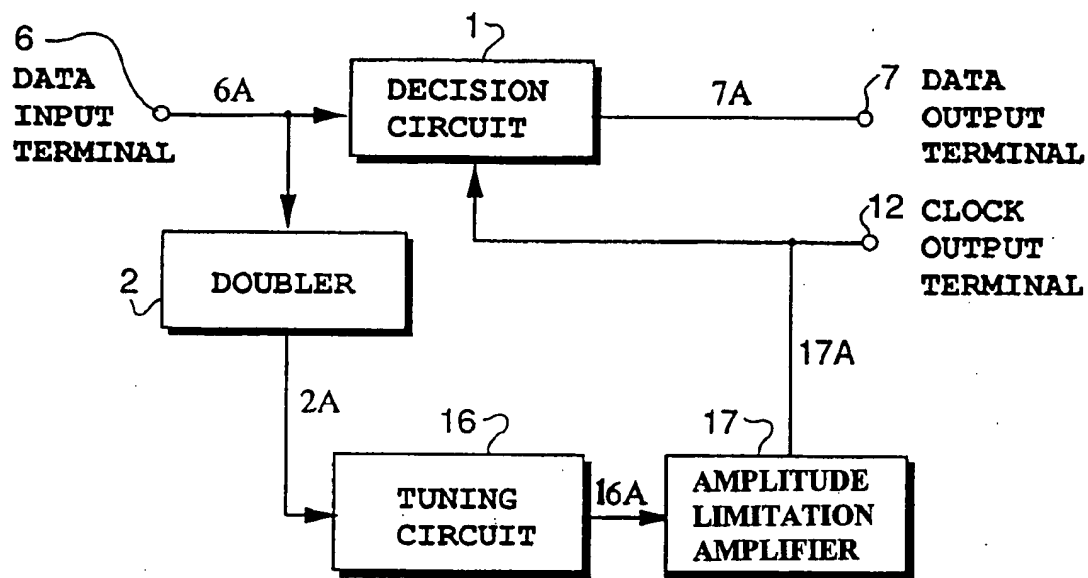 6
DATA
INPUT
TERMINAL
6A
1
DECISION
CIRCUIT
7A
7
DATA
OUTPUT
TERMINAL
12
CLOCK
OUTPUT
TERMINAL
2
DOUBLER
2A
17A
16
TUNING
CIRCUIT
16A
17
AMPLITUDE
LIMITATION
AMPLIFIER